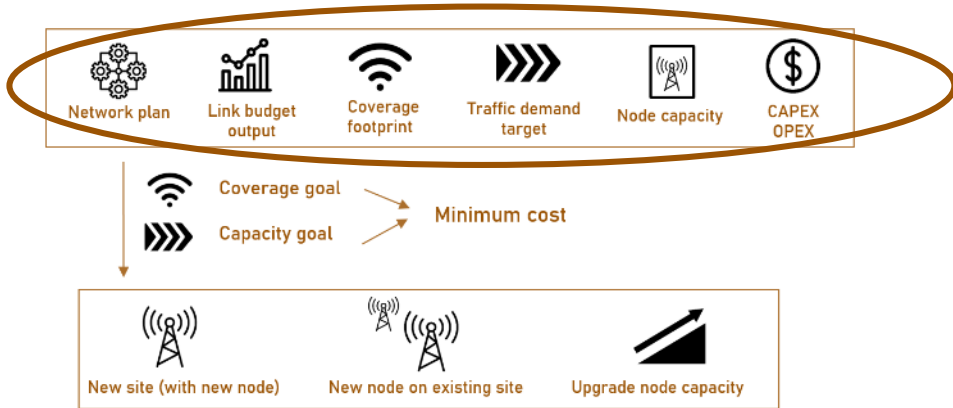 Network plan
Link budget
output
Coverage
footprint
Traffic demand
target
Node capacity
$
CAPEX
OPEX
Coverage goal
Capacity goal
Minimum cost
New site (with new node)
New node on existing site
Upgrade node capacity